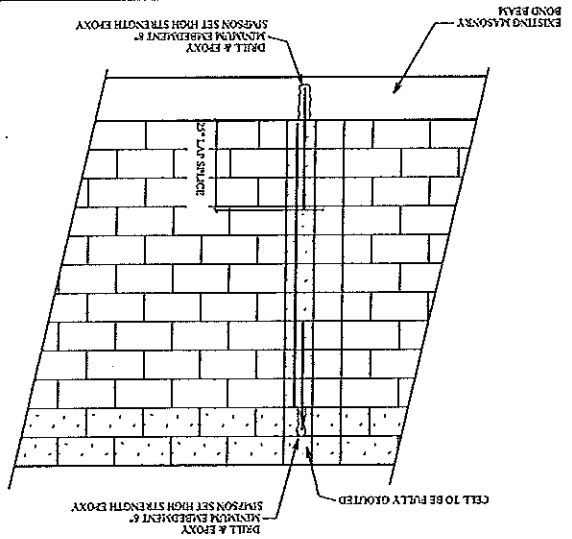 DRILL & EPOXY
MINIMUM EMBEDMENT 6"
SIMPSON SET HIGH STRENGTH EPOXY
CELL TO BE FULLY GROUTED
25" LAP SPLICE
DRILL & EPOXY
MINIMUM EMBEDMENT 6"
SIMPSON SET HIGH STRENGTH EPOXY
EXISTING MASONRY
BOND BEAM